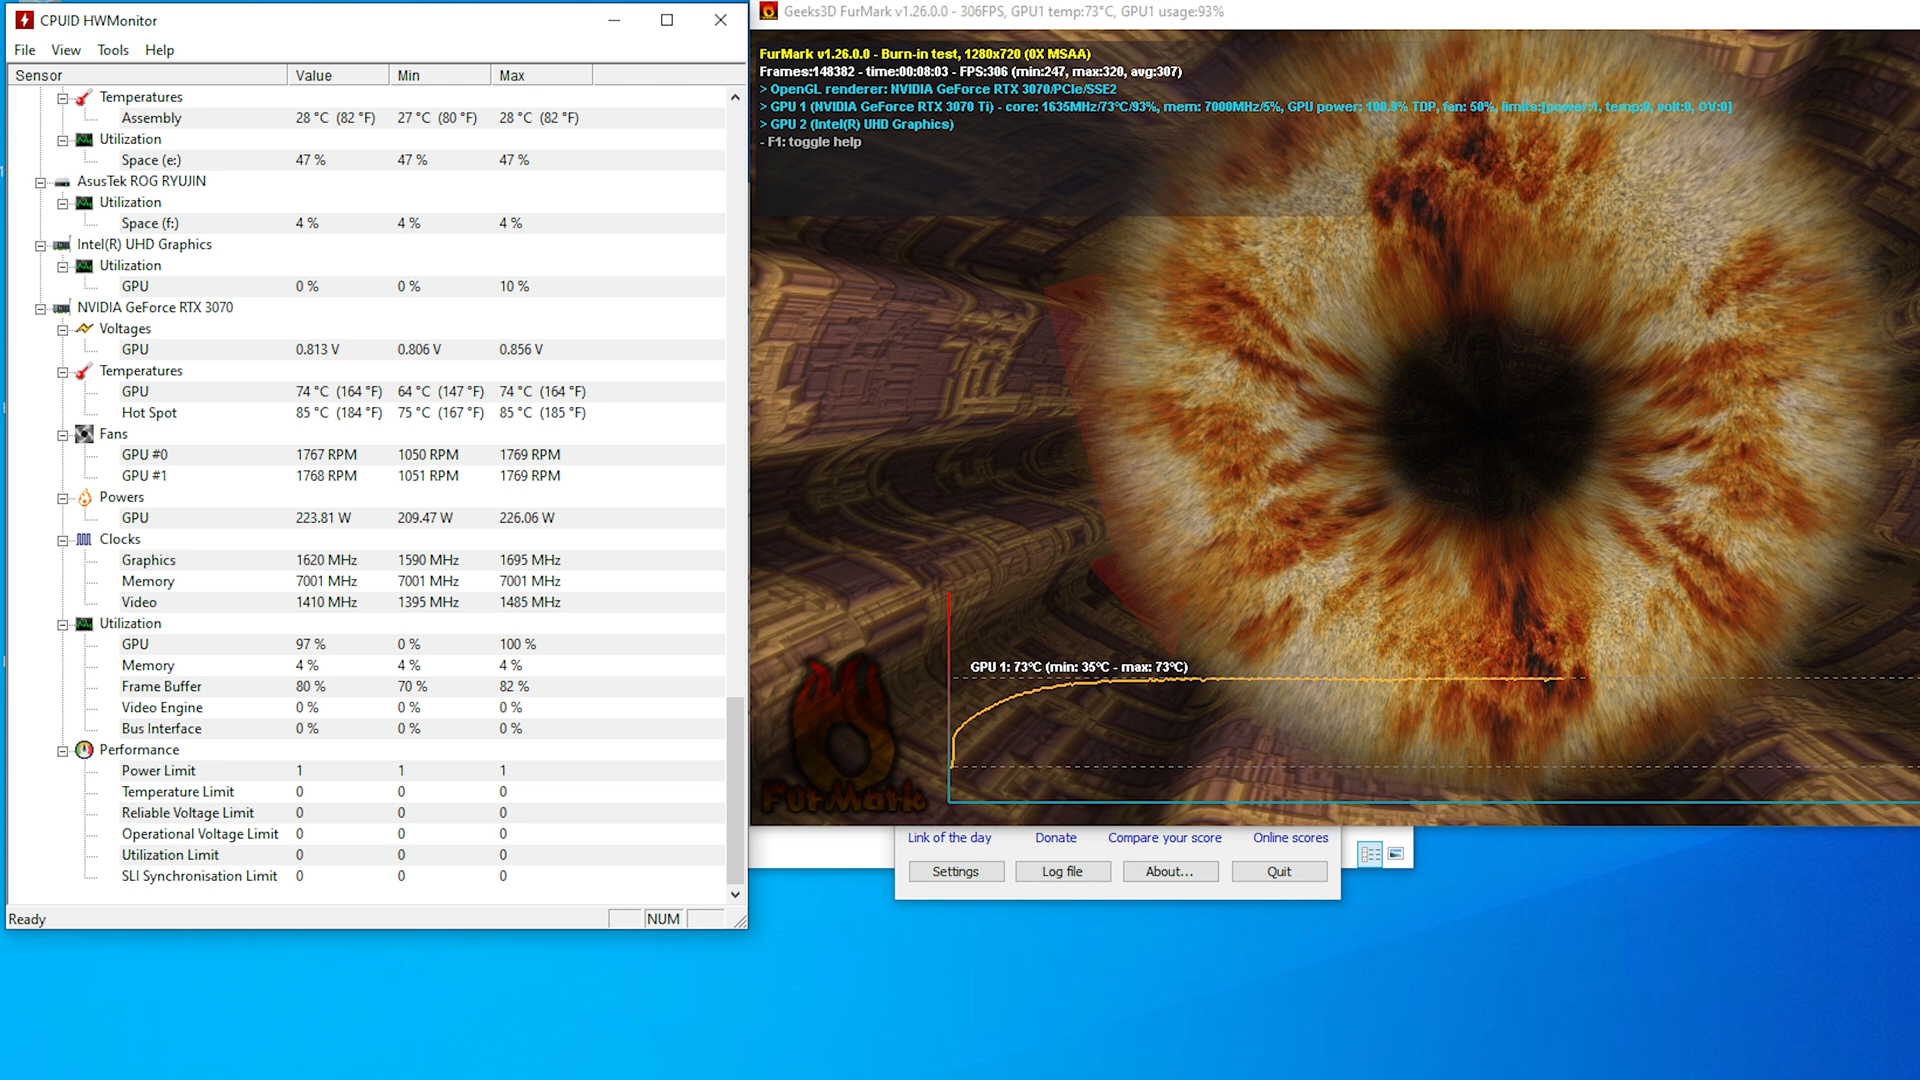 CPUID HWMonitor
File View Tools Help
Sensor Value Min Max
Temperatures
Assembly 28 °C (82 °F) 27 °C (80 °F) 28 °C (82 °F)
Utilization
Space (e:) 47 % 47 % 47 %
AsusTek ROG RYUJIN
Utilization
Space (f:) 4 % 4 % 4 %
Intel(R) UHD Graphics
Utilization
GPU 0 % 0 % 10 %
NVIDIA GeForce RTX 3070
Voltages
GPU 0.813 V 0.806 V 0.856 V
Temperatures
GPU 74 °C (164 °F) 64 °C (147 °F) 74 °C (164 °F)
Hot Spot 85 °C (184 °F) 75 °C (167 °F) 85 °C (185 °F)
Fans
GPU #0 1767 RPM 1050 RPM 1769 RPM
GPU #1 1768 RPM 1051 RPM 1769 RPM
Powers
GPU 223.81 W 209.47 W 226.06 W
Clocks
Graphics 1620 MHz 1590 MHz 1695 MHz
Memory 7001 MHz 7001 MHz 7001 MHz
Video 1410 MHz 1395 MHz 1485 MHz
Utilization
GPU 97 % 0 % 100 %
Memory 4 % 4 % 4 %
Frame Buffer 80 % 70 % 82 %
Video Engine 0 % 0 % 0 %
Bus Interface 0 % 0 % 0 %
Performance
Power Limit 1 1 1
Temperature Limit 0 0 0
Reliable Voltage Limit 0 0 0
Operational Voltage Limit 0 0 0
Utilization Limit 0 0 0
SLI Synchronisation Limit 0 0 0
Ready NUM
Geeks3D FurMark v1.26.0.0 - 306FPS, GPU1 temp:73°C, GPU1 usage:93%
FurMark v1.26.0.0 - Burn-in test, 1280x720 (0X MSAA)
Frames:148382 - time:00:08:03 - FPS:306 (min:247, max:320, avg:307)
> OpenGL renderer: NVIDIA GeForce RTX 3070/PCIe/SSE2
> GPU 1 (NVIDIA GeForce RTX 3070 Ti) - core: 1635MHz/73°C/93%, mem: 7000MHz/5%, GPU power: 100.9% TDP, fan: 50%, limits:[power:1, temp:0, volt:0, OV:0]
> GPU 2 (Intel(R) UHD Graphics)
- F1: toggle help
GPU 1: 73°C (min: 35°C - max: 73°C)
FurMark
Link of the day Donate Compare your score Online scores
Settings Log file About... Quit